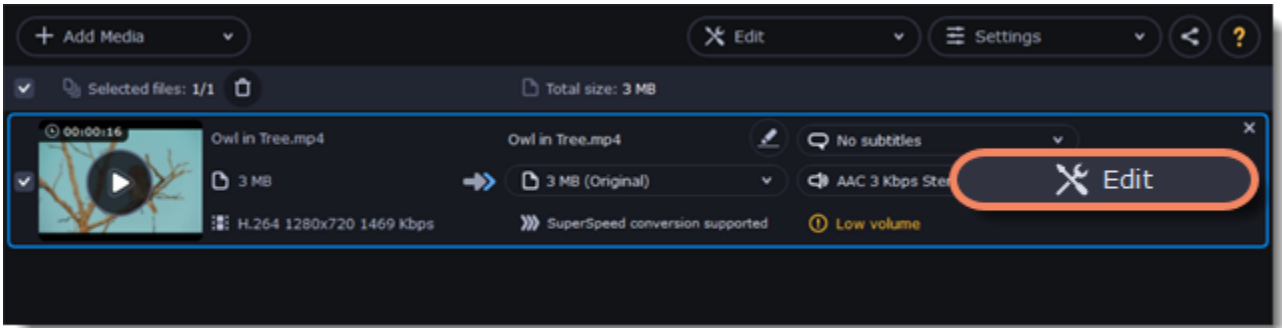 Add Media
Edit
Settings
?
Selected files: 1/1
Total size: 3 MB
00:00:16
Owl in Tree.mp4
Owl in Tree.mp4
No subtitles
3 MB
3 MB (Original)
AAC 3 Kbps
Edit
H.264 1280x720 1469 Kbps
SuperSpeed conversion supported
Low volume